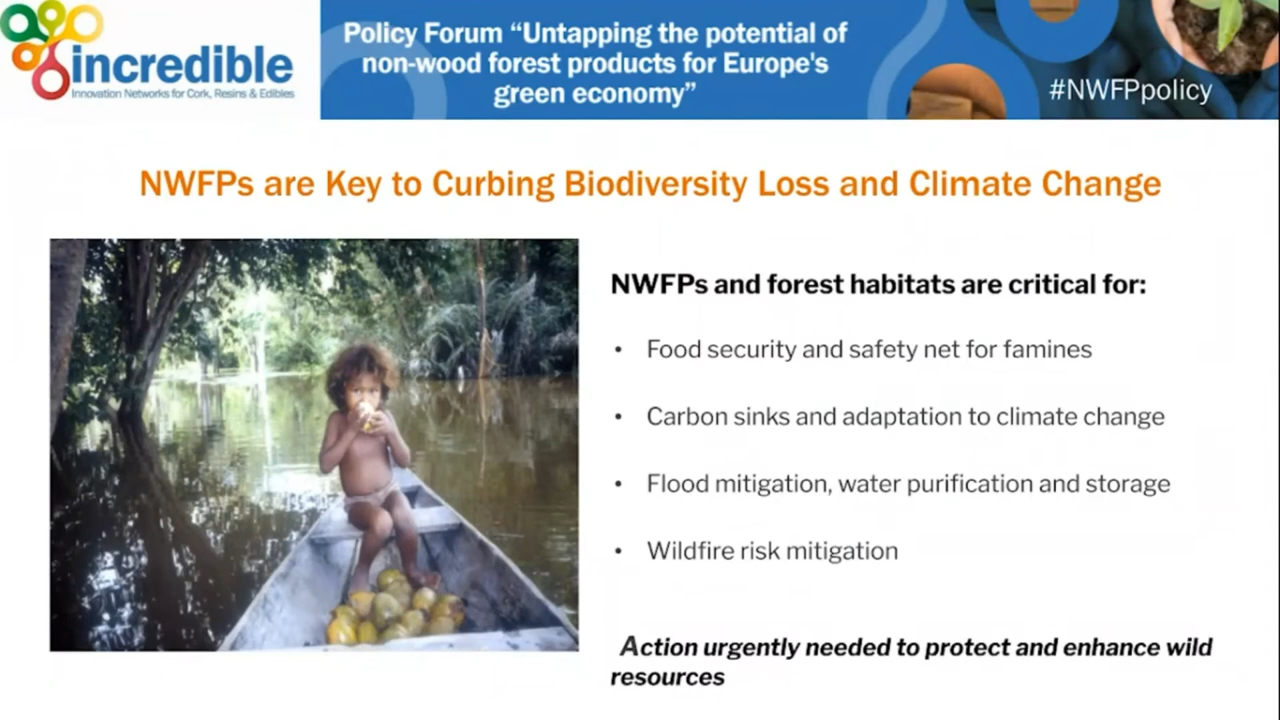 incredible
Innovation Networks for Cork, Resins & Edibles
Policy Forum “Untapping the potential of
non-wood forest products for Europe's
green economy”
#NWFPpolicy
NWFPs are Key to Curbing Biodiversity Loss and Climate Change
NWFPs and forest habitats are critical for:
• Food security and safety net for famines
• Carbon sinks and adaptation to climate change
• Flood mitigation, water purification and storage
• Wildfire risk mitigation
Action urgently needed to protect and enhance wild
resources